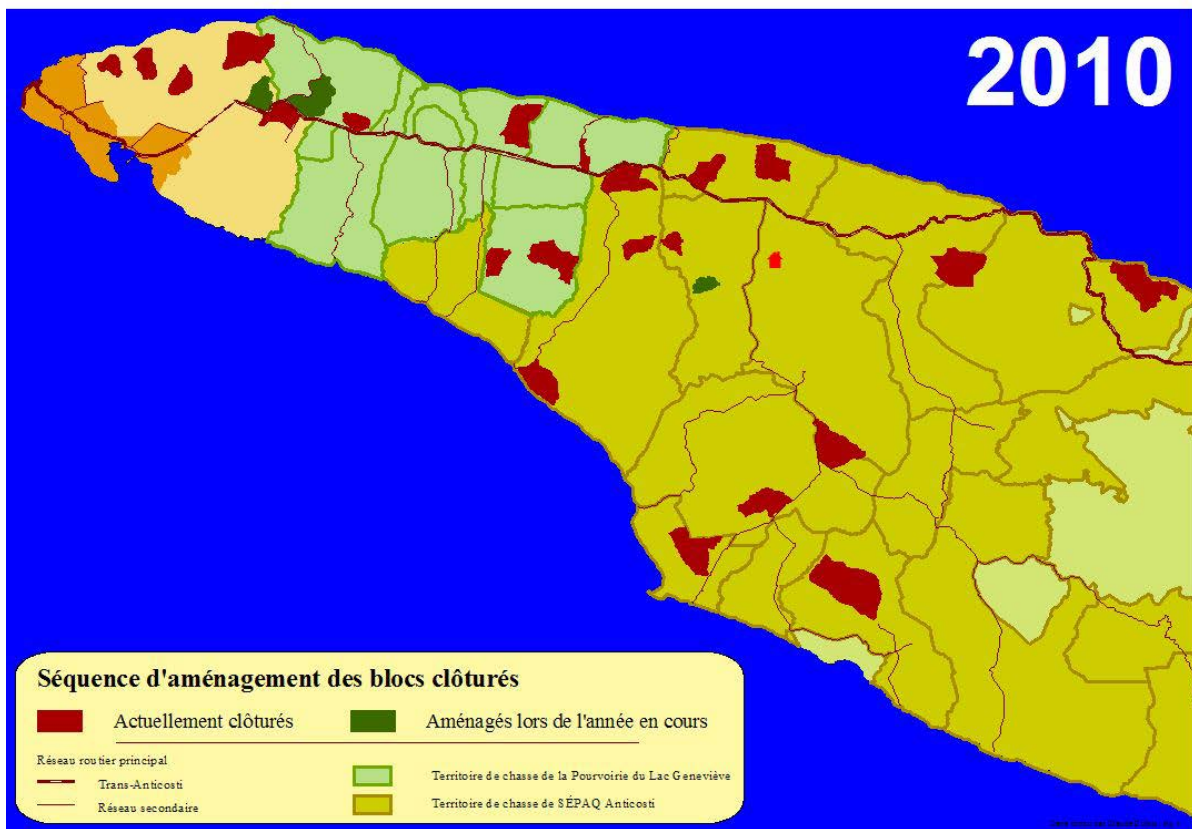 2010
Séquence d'aménagement des blocs clôturés
Actuellement clôturés
Aménagés lors de l'année en cours
Réseau routier principal
Trans-Anticosti
Réseau secondaire
Territoire de chasse de la Pourvoirie du Lac Geneviève
Territoire de chasse de SÉPAQ Anticosti